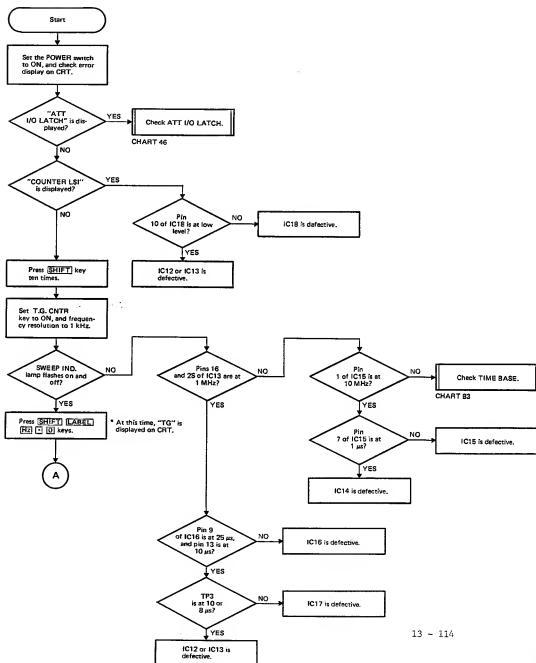 Start
Set the POWER switch
to ON, and check error
display on CRT.
"ATT
I/O LATCH" is dis-
played?
YES
Check ATT I/O LATCH.
CHART 46
NO
"COUNTER LSI"
is displayed?
YES
NO
Pin
10 of IC18 is at low
level?
NO
IC18 is defective.
YES
IC12 or IC13 is
defective.
Press SHIFT key
ten times.
Set T.G. CNTR
key to ON, and frequen-
cy resolution to 1 kHz.
SWEEP IND.
lamp flashes on and
off?
NO
YES
Pins 16
and 28 of IC13 are at
1 MHz?
NO
YES
Pin
1 of IC15 is at
10 MHz?
NO
Check TIME BASE.
CHART B3
YES
Press SHIFT LABEL
Hz 0 keys.
* At this time, "TG" is
displayed on CRT.
A
Pin
7 of IC15 is at
1 μs?
NO
IC15 is defective.
YES
IC14 is defective.
Pin 9
of IC16 is at 25 μs,
and pin 13 is at
10 μs?
NO
IC16 is defective.
YES
TP3
is at 10 or
8 μs?
NO
IC17 is defective.
YES
IC12 or IC13 is
defective.
13 - 114